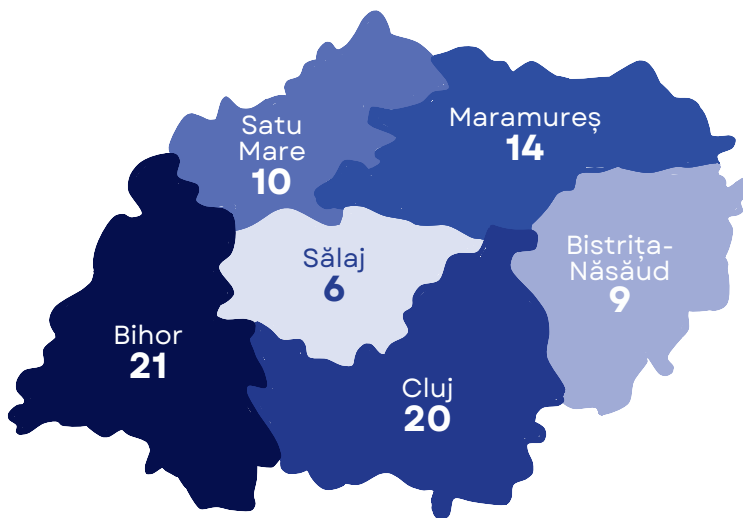 Satu
Mare
10
Maramureș
14
Bistrița-
Năsăud
9
Sălaj
6
Bihor
21
Cluj
20